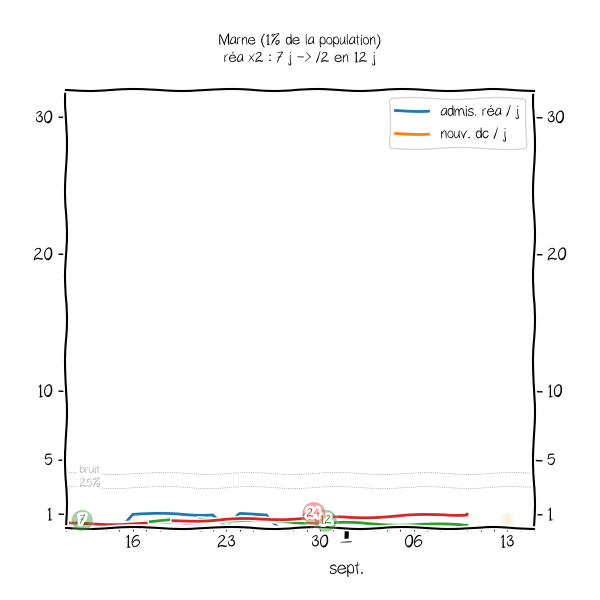 Marne (1% de la population)
réa x2 : 7 j -> /2 en 12 j
admis. réa / j
nouv. dc / j
30 30
20 20
10 10
5 5
bruit
25%
1 1
7 24 12
16 23 30 06 13
sept.